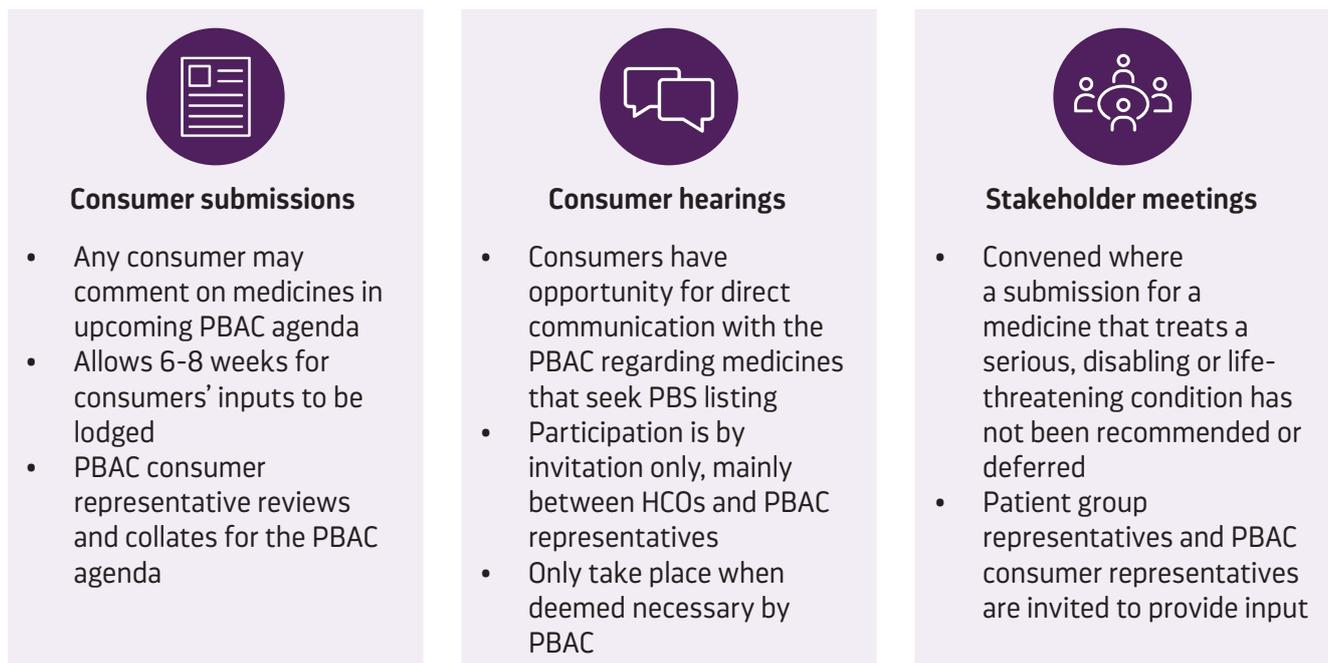 Consumer submissions
• Any consumer may
comment on medicines in
upcoming PBAC agenda
• Allows 6-8 weeks for
consumers’ inputs to be
lodged
• PBAC consumer
representative reviews
and collates for the PBAC
agenda
Consumer hearings
• Consumers have
opportunity for direct
communication with the
PBAC regarding medicines
that seek PBS listing
• Participation is by
invitation only, mainly
between HCOs and PBAC
representatives
• Only take place when
deemed necessary by
PBAC
Stakeholder meetings
• Convened where
a submission for a
medicine that treats a
serious, disabling or life-
threatening condition has
not been recommended or
deferred
• Patient group
representatives and PBAC
consumer representatives
are invited to provide input